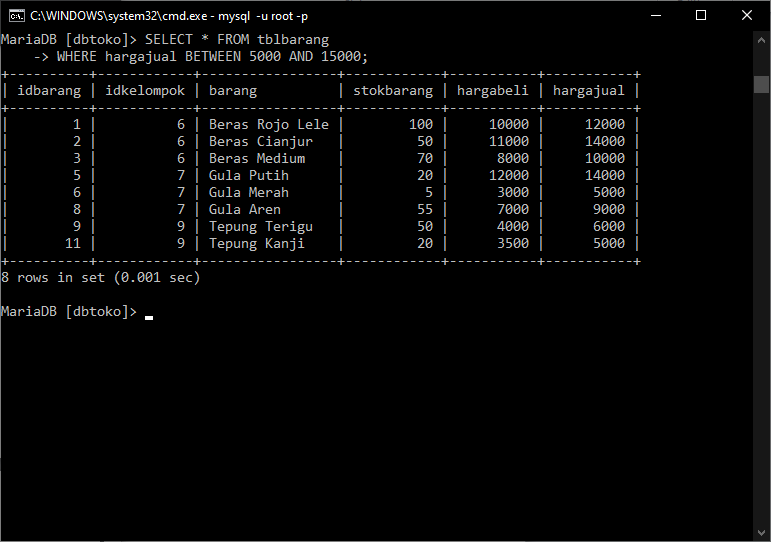 C:\WINDOWS\system32\cmd.exe - mysql  -u root -p
MariaDB [dbtoko]> SELECT * FROM tblbarang
    -> WHERE hargajual BETWEEN 5000 AND 15000;
+----------+------------+-----------------+------------+-----------+-----------+
| idbarang | idkelompok | barang          | stokbarang | hargabeli | hargajual |
+----------+------------+-----------------+------------+-----------+-----------+
|        1 |          6 | Beras Rojo Lele |        100 |     10000 |     12000 |
|        2 |          6 | Beras Cianjur   |         50 |     11000 |     14000 |
|        3 |          6 | Beras Medium    |         70 |      8000 |     10000 |
|        5 |          7 | Gula Putih      |         20 |     12000 |     14000 |
|        6 |          7 | Gula Merah      |          5 |      3000 |      5000 |
|        8 |          7 | Gula Aren       |         55 |      7000 |      9000 |
|        9 |          9 | Tepung Terigu   |         50 |      4000 |      6000 |
|       11 |          9 | Tepung Kanji    |         20 |      3500 |      5000 |
+----------+------------+-----------------+------------+-----------+-----------+
8 rows in set (0.001 sec)
MariaDB [dbtoko]>